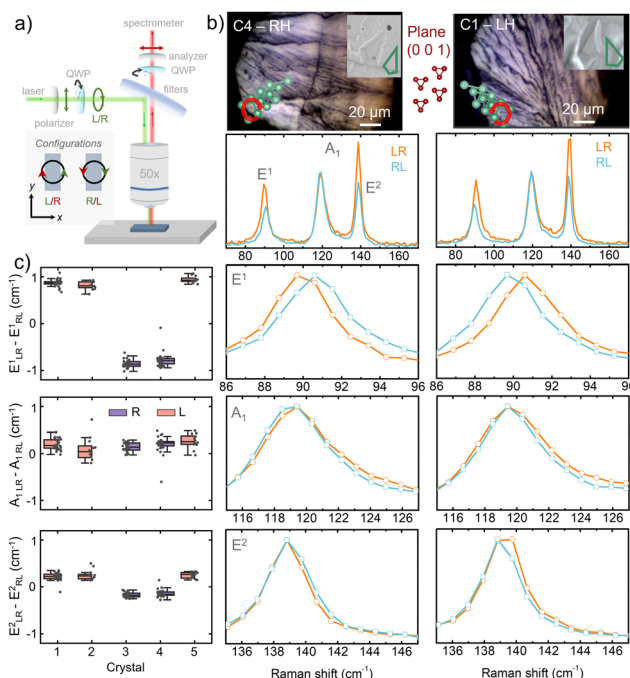 a)
spectrometer
analyzer
QWP
filters
QWP
laser
polarizer
L/R
Configurations
y
x
L/R
R/L
50x
b)
C4 – RH
20 μm
Plane
(0 0 1)
C1 – LH
20 μm
E¹
A₁
E²
LR
RL
80 100 120 140 160
LR
RL
80 100 120 140 160
c)
E¹LR - E¹RL (cm⁻¹)
1
0
-1
E¹
86 88 90 92 94 96
86 88 90 92 94 96
A₁ LR - A₁ RL (cm⁻¹)
1
0
-1
R
L
A₁
116 118 120 122 124 126
116 118 120 122 124 126
E²LR - E²RL (cm⁻¹)
1
0
-1
1 2 3 4 5
Crystal
E²
136 138 140 142 144 146
Raman shift (cm⁻¹)
136 138 140 142 144 146
Raman shift (cm⁻¹)